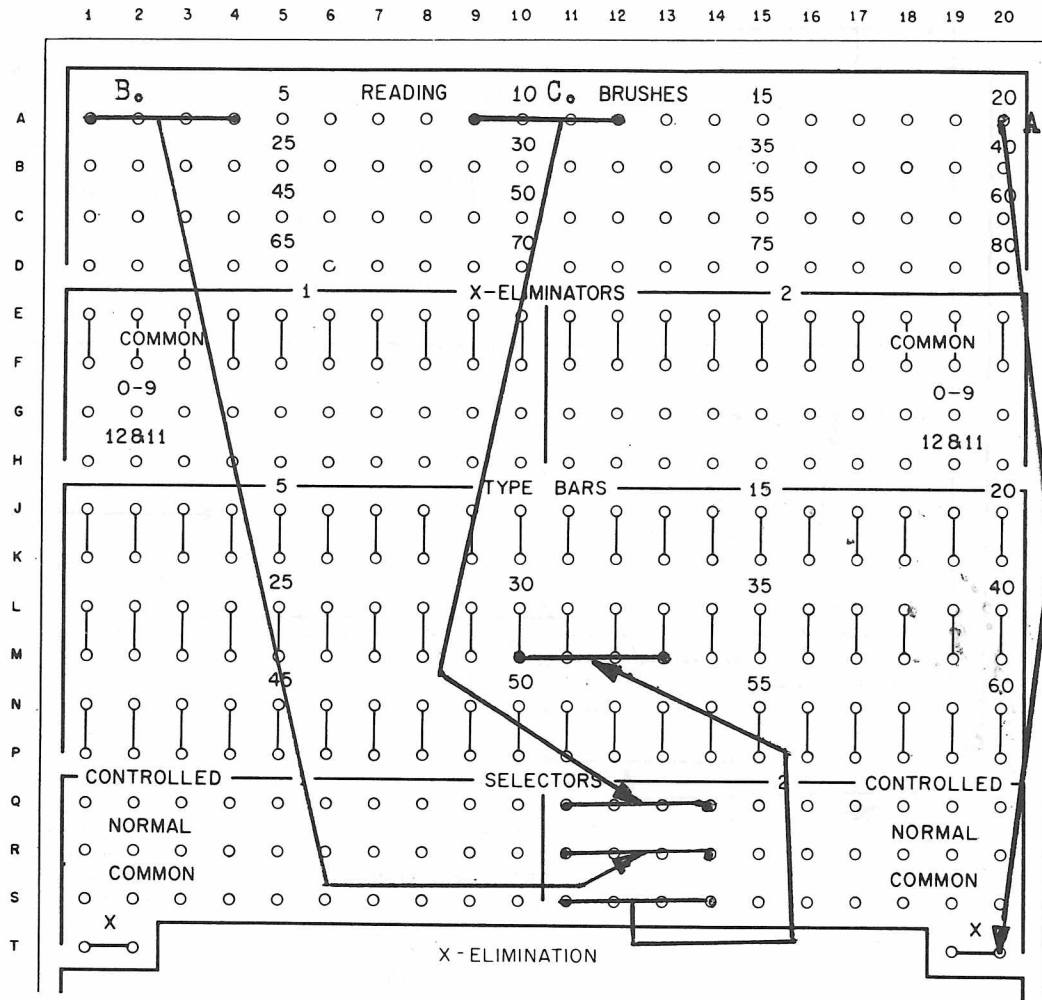 1 2 3 4 5 6 7 8 9 10 11 12 13 14 15 16 17 18 19 20
B. 5 READING 10 C. BRUSHES 15 20
A A
25 30 35 40
B
45 50 55 60
C
65 70 75 80
D
1 X-ELIMINATORS 2
E
COMMON COMMON
F
0-9 0-9
G
12&11 12&11
H
5 TYPE BARS 15 20
J
K
25 30 35 40
L
M
45 50 55 60
N
P
CONTROLLED 1 SELECTORS 2 CONTROLLED
Q
NORMAL NORMAL
R
COMMON COMMON
S
X X
T X-ELIMINATION